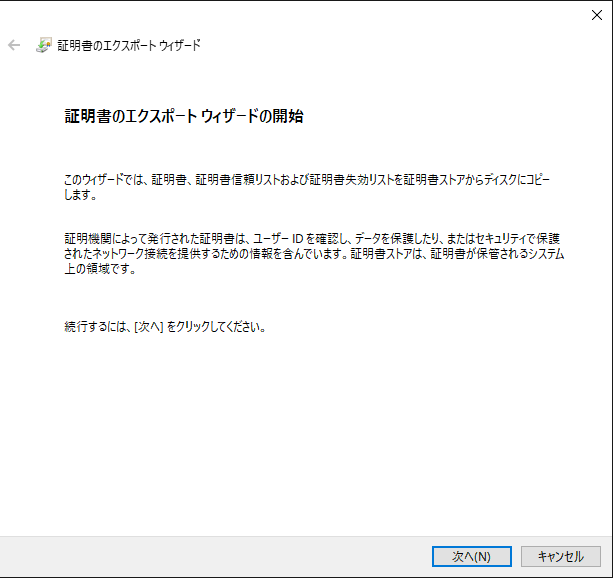 証明書のエクスポート ウィザード
証明書のエクスポート ウィザードの開始
このウィザードでは、証明書、証明書信頼リストおよび証明書失効リストを証明書ストアからディスクにコピー
します。
証明機関によって発行された証明書は、ユーザー ID を確認し、データを保護したり、またはセキュリティで保護
されたネットワーク接続を提供するための情報を含んでいます。証明書ストアは、証明書が保管されるシステム
上の領域です。
続行するには、[次へ] をクリックしてください。
次へ(N)
キャンセル